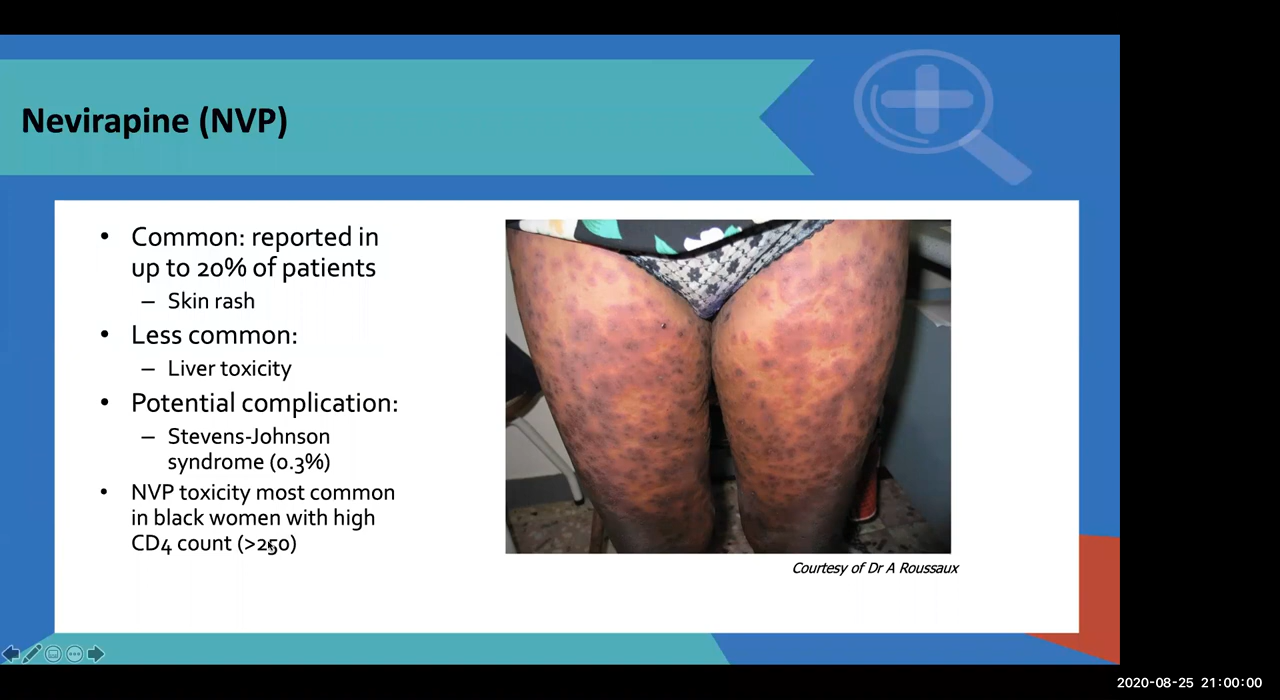 Nevirapine (NVP)
• Common: reported in
up to 20% of patients
– Skin rash
• Less common:
– Liver toxicity
• Potential complication:
– Stevens-Johnson
syndrome (0.3%)
• NVP toxicity most common
in black women with high
CD4 count (>250)
Courtesy of Dr A Roussaux
2020-08-25 21:00:00